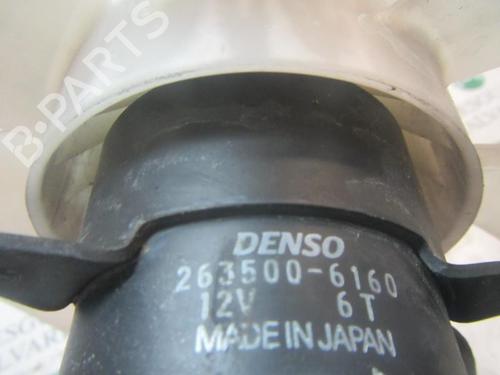 B-PARTS
DENSO
263500-6160
12V 6T
MADE IN JAPAN